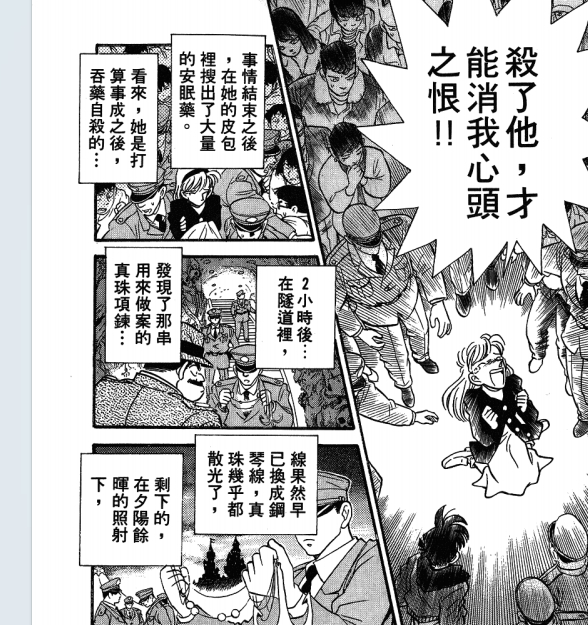 殺了他，才
能消我心頭
之恨!!
事情結束之後
，在她的皮包
裡搜出了大量
的安眠藥。
看來，她是打
算事成之後，
吞藥自殺的…
2小時後…
在隧道裡，
發現了那串
用來做案的
真珠項鍊…
線果然早
已換成鋼
琴線，真
珠幾乎都
散光了，
剩下的，
在夕陽餘
暉的照射
下，